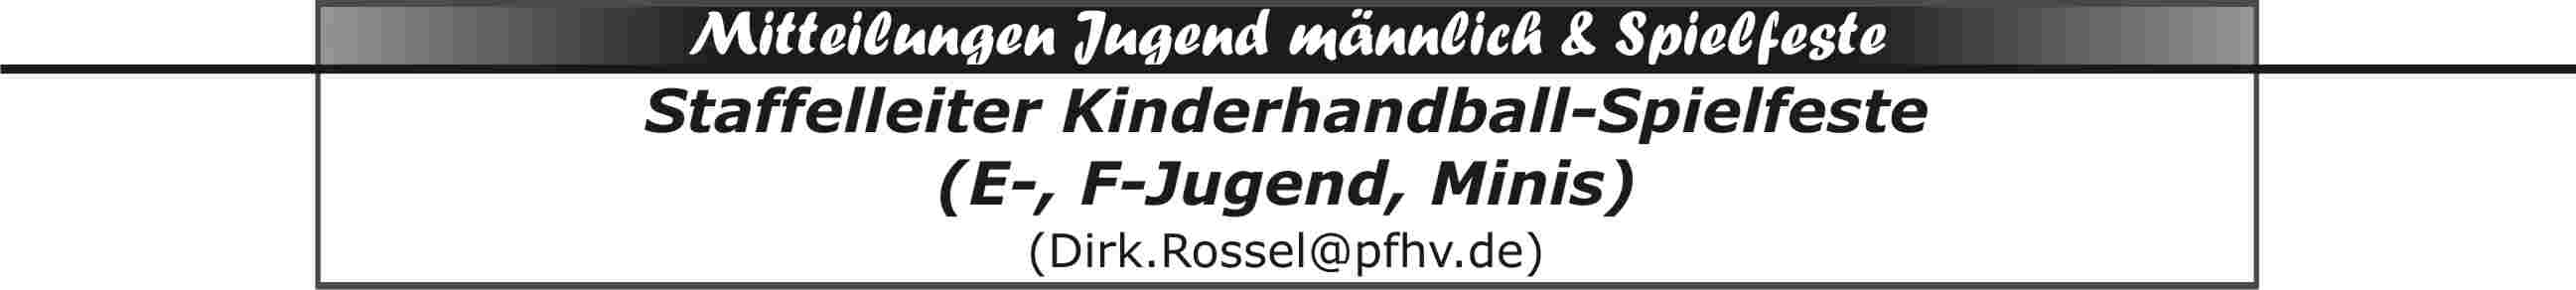 Mitteilungen Jugend männlich & Spielfeste
Staffelleiter Kinderhandball-Spielfeste
(E-, F-Jugend, Minis)
(Dirk.Rossel@pfhv.de)